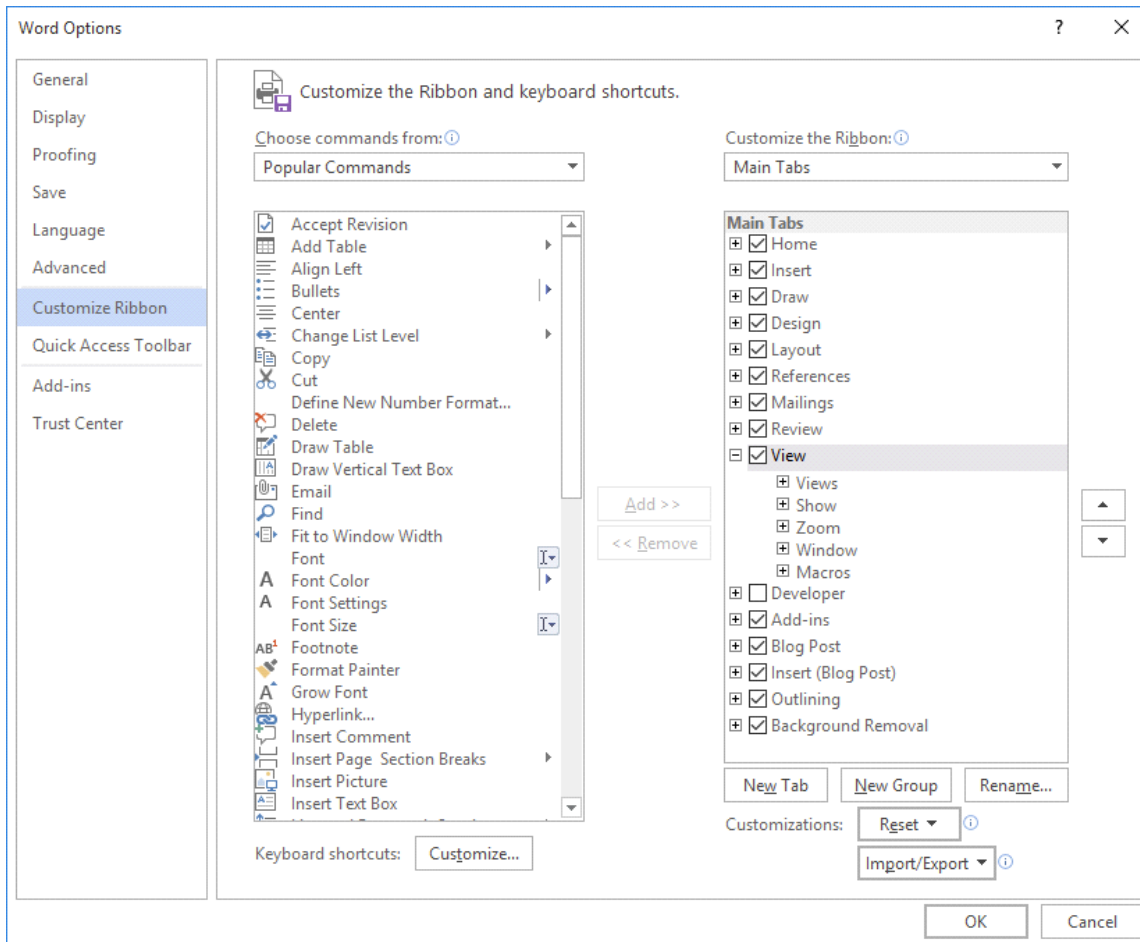 Word Options
?
General
Display
Proofing
Save
Language
Advanced
Customize Ribbon
Quick Access Toolbar
Add-ins
Trust Center
Customize the Ribbon and keyboard shortcuts.
Choose commands from:
Popular Commands
Accept Revision
Add Table
Align Left
Bullets
Center
Change List Level
Copy
Cut
Define New Number Format...
Delete
Draw Table
Draw Vertical Text Box
Email
Find
Fit to Window Width
Font
Font Color
Font Settings
Font Size
Footnote
Format Painter
Grow Font
Hyperlink...
Insert Comment
Insert Page Section Breaks
Insert Picture
Insert Text Box
Keyboard shortcuts: Customize...
Add >>
<< Remove
Customize the Ribbon:
Main Tabs
Main Tabs
Home
Insert
Draw
Design
Layout
References
Mailings
Review
View
Views
Show
Zoom
Window
Macros
Developer
Add-ins
Blog Post
Insert (Blog Post)
Outlining
Background Removal
New Tab New Group Rename...
Customizations: Reset
Import/Export
OK Cancel